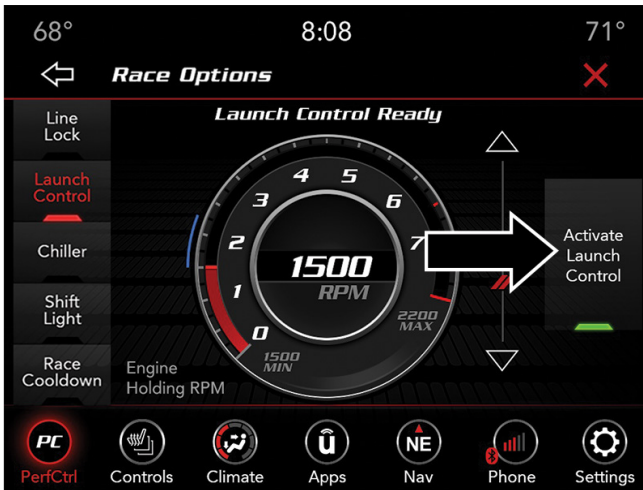 68°
8:08
71°
Race Options
Launch Control Ready
Line
Lock
Launch
Control
Chiller
Shift
Light
Race
Cooldown
0
1
2
3
4
5
6
7
1500
RPM
1500
MIN
2200
MAX
Engine
Holding RPM
Activate
Launch
Control
PC
û
NE
PerfCtrl
Controls
Climate
Apps
Nav
Phone
Settings